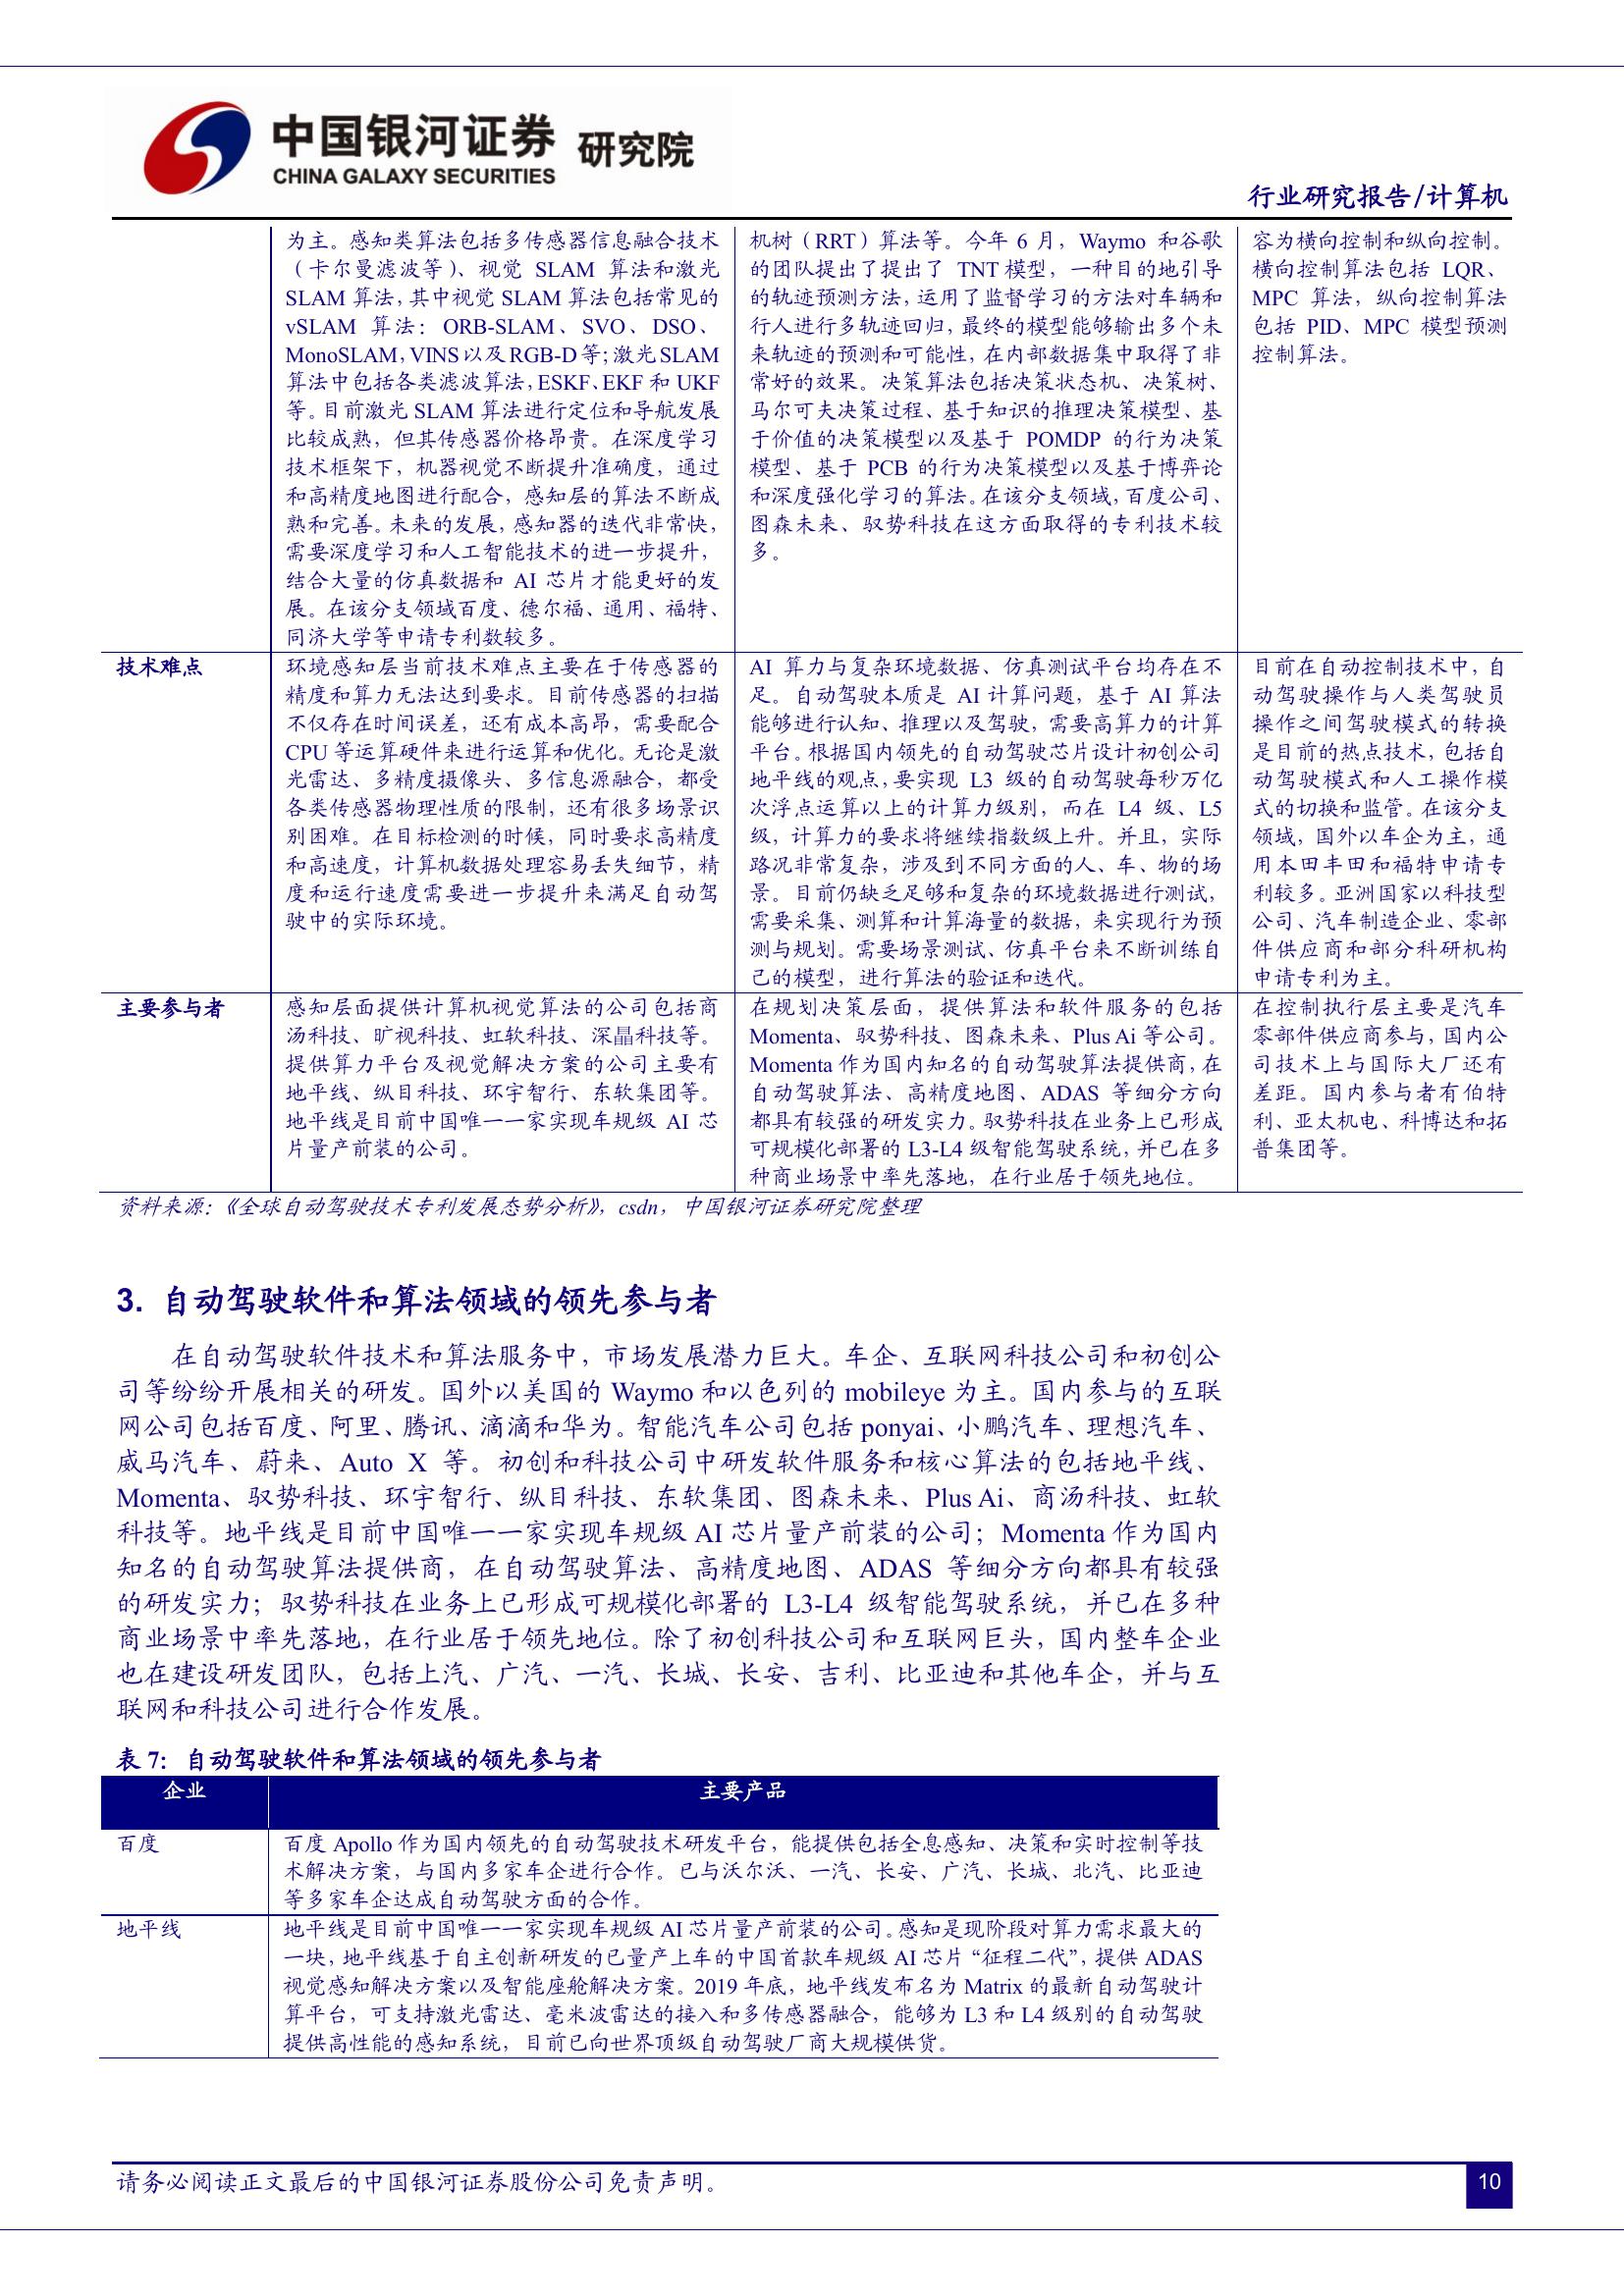 中国银河证券 研究院
CHINA GALAXY SECURITIES
行业研究报告/计算机
为主。感知类算法包括多传感器信息融合技术
（卡尔曼滤波等）、视觉 SLAM 算法和激光
SLAM 算法，其中视觉 SLAM 算法包括常见的
vSLAM 算法：ORB-SLAM、SVO、DSO、
MonoSLAM，VINS以及RGB-D等；激光SLAM
算法中包括各类滤波算法，ESKF、EKF 和 UKF
等。目前激光 SLAM 算法进行定位和导航发展
比较成熟，但其传感器价格昂贵。在深度学习
技术框架下，机器视觉不断提升准确度，通过
和高精度地图进行配合，感知层的算法不断成
熟和完善。未来的发展，感知器的迭代非常快，
需要深度学习和人工智能技术的进一步提升，
结合大量的仿真数据和 AI 芯片才能更好的发
展。在该分支领域百度、德尔福、通用、福特、
同济大学等申请专利数较多。
机树（RRT）算法等。今年 6 月，Waymo 和谷歌
的团队提出了提出了 TNT 模型，一种目的地引导
的轨迹预测方法，运用了监督学习的方法对车辆和
行人进行多轨迹回归，最终的模型能够输出多个未
来轨迹的预测和可能性，在内部数据集中取得了非
常好的效果。决策算法包括决策状态机、决策树、
马尔可夫决策过程、基于知识的推理决策模型、基
于价值的决策模型以及基于 POMDP 的行为决策
模型、基于 PCB 的行为决策模型以及基于博弈论
和深度强化学习的算法。在该分支领域，百度公司、
图森未来、驭势科技在这方面取得的专利技术较
多。
容为横向控制和纵向控制。
横向控制算法包括 LQR、
MPC 算法，纵向控制算法
包括 PID、MPC 模型预测
控制算法。
技术难点
环境感知层当前技术难点主要在于传感器的
精度和算力无法达到要求。目前传感器的扫描
不仅存在时间误差，还有成本高昂，需要配合
CPU 等运算硬件来进行运算和优化。无论是激
光雷达、多精度摄像头、多信息源融合，都受
各类传感器物理性质的限制，还有很多场景识
别困难。在目标检测的时候，同时要求高精度
和高速度，计算机数据处理容易丢失细节，精
度和运行速度需要进一步提升来满足自动驾
驶中的实际环境。
AI 算力与复杂环境数据、仿真测试平台均存在不
足。自动驾驶本质是 AI 计算问题，基于 AI 算法
能够进行认知、推理以及驾驶，需要高算力的计算
平台。根据国内领先的自动驾驶芯片设计初创公司
地平线的观点，要实现 L3 级的自动驾驶每秒万亿
次浮点运算以上的计算力级别，而在 L4 级、L5
级，计算力的要求将继续指数级上升。并且，实际
路况非常复杂，涉及到不同方面的人、车、物的场
景。目前仍缺乏足够和复杂的环境数据进行测试，
需要采集、测算和计算海量的数据，来实现行为预
测与规划。需要场景测试、仿真平台来不断训练自
己的模型，进行算法的验证和迭代。
目前在自动控制技术中，自
动驾驶操作与人类驾驶员
操作之间驾驶模式的转换
是目前的热点技术，包括自
动驾驶模式和人工操作模
式的切换和监管。在该分支
领域，国外以车企为主，通
用本田丰田和福特申请专
利较多。亚洲国家以科技型
公司、汽车制造企业、零部
件供应商和部分科研机构
申请专利为主。
主要参与者
感知层面提供计算机视觉算法的公司包括商
汤科技、旷视科技、虹软科技、深晶科技等。
提供算力平台及视觉解决方案的公司主要有
地平线、纵目科技、环宇智行、东软集团等。
地平线是目前中国唯一一家实现车规级 AI 芯
片量产前装的公司。
在规划决策层面，提供算法和软件服务的包括
Momenta、驭势科技、图森未来、Plus Ai 等公司。
Momenta 作为国内知名的自动驾驶算法提供商，在
自动驾驶算法、高精度地图、ADAS 等细分方向
都具有较强的研发实力。驭势科技在业务上已形成
可规模化部署的 L3-L4 级智能驾驶系统，并已在多
种商业场景中率先落地，在行业居于领先地位。
在控制执行层主要是汽车
零部件供应商参与，国内公
司技术上与国际大厂还有
差距。国内参与者有伯特
利、亚太机电、科博达和拓
普集团等。
资料来源：《全球自动驾驶技术专利发展态势分析》，csdn，中国银河证券研究院整理
3. 自动驾驶软件和算法领域的领先参与者
在自动驾驶软件技术和算法服务中，市场发展潜力巨大。车企、互联网科技公司和初创公
司等纷纷开展相关的研发。国外以美国的 Waymo 和以色列的 mobileye 为主。国内参与的互联
网公司包括百度、阿里、腾讯、滴滴和华为。智能汽车公司包括 ponyai、小鹏汽车、理想汽车、
威马汽车、蔚来、Auto X 等。初创和科技公司中研发软件服务和核心算法的包括地平线、
Momenta、驭势科技、环宇智行、纵目科技、东软集团、图森未来、Plus Ai、商汤科技、虹软
科技等。地平线是目前中国唯一一家实现车规级 AI 芯片量产前装的公司；Momenta 作为国内
知名的自动驾驶算法提供商，在自动驾驶算法、高精度地图、ADAS 等细分方向都具有较强
的研发实力；驭势科技在业务上已形成可规模化部署的 L3-L4 级智能驾驶系统，并已在多种
商业场景中率先落地，在行业居于领先地位。除了初创科技公司和互联网巨头，国内整车企业
也在建设研发团队，包括上汽、广汽、一汽、长城、长安、吉利、比亚迪和其他车企，并与互
联网和科技公司进行合作发展。
表 7：自动驾驶软件和算法领域的领先参与者
企业 主要产品
百度
百度 Apollo 作为国内领先的自动驾驶技术研发平台，能提供包括全息感知、决策和实时控制等技
术解决方案，与国内多家车企进行合作。已与沃尔沃、一汽、长安、广汽、长城、北汽、比亚迪
等多家车企达成自动驾驶方面的合作。
地平线
地平线是目前中国唯一一家实现车规级 AI 芯片量产前装的公司。感知是现阶段对算力需求最大的
一块，地平线基于自主创新研发的已量产上车的中国首款车规级 AI 芯片 “征程二代”，提供 ADAS
视觉感知解决方案以及智能座舱解决方案。2019 年底，地平线发布名为 Matrix 的最新自动驾驶计
算平台，可支持激光雷达、毫米波雷达的接入和多传感器融合，能够为 L3 和 L4 级别的自动驾驶
提供高性能的感知系统，目前已向世界顶级自动驾驶厂商大规模供货。
请务必阅读正文最后的中国银河证券股份公司免责声明。
10